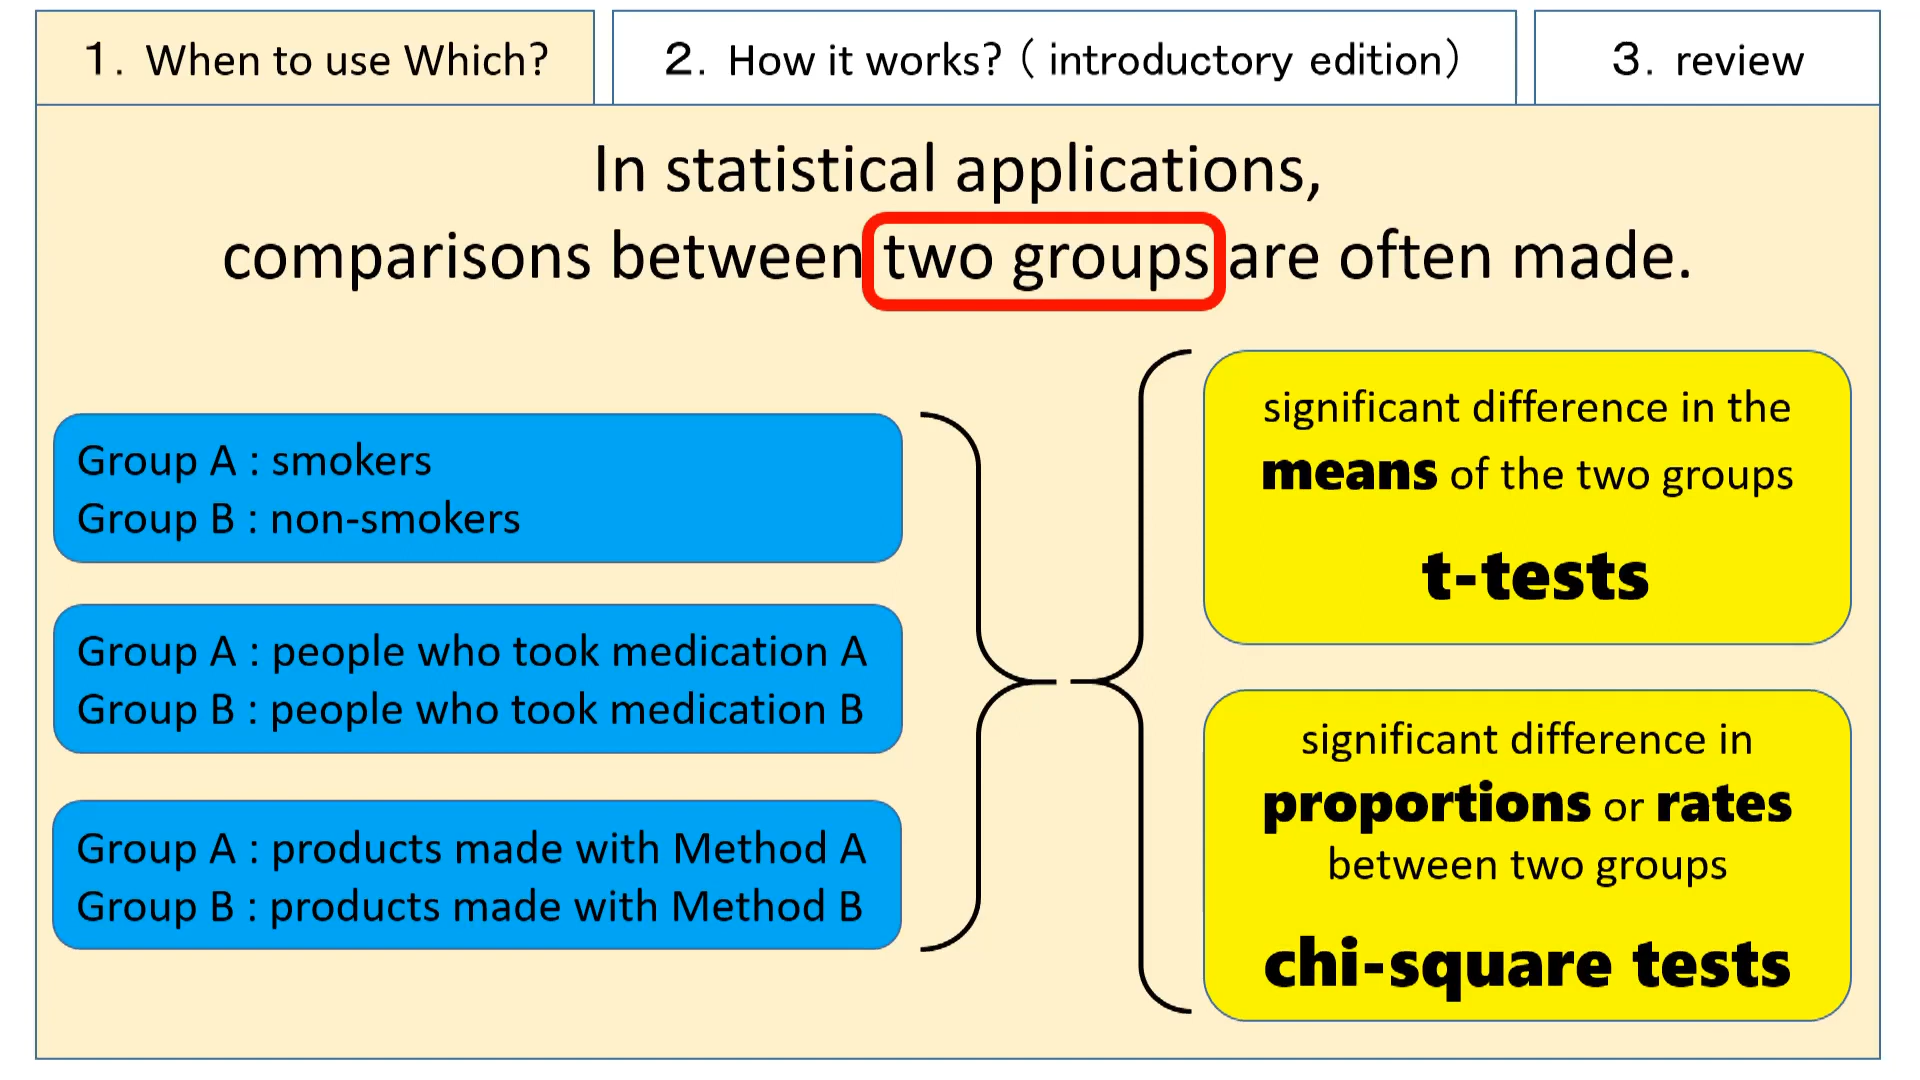 1. When to use Which?
2. How it works? ( introductory edition)
3. review
In statistical applications,
comparisons between two groups are often made.
Group A : smokers
Group B : non-smokers
Group A : people who took medication A
Group B : people who took medication B
Group A : products made with Method A
Group B : products made with Method B
significant difference in the
means of the two groups
t-tests
significant difference in
proportions or rates
between two groups
chi-square tests